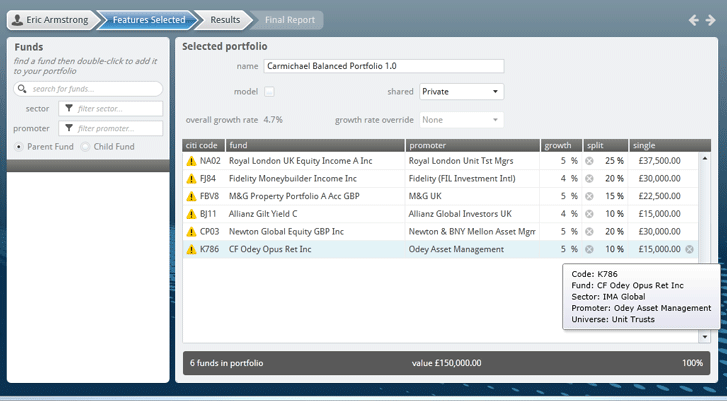 Eric Armstrong Features Selected Results Final Report
Funds
find a fund then double-click to add it
to your portfolio
search for funds...
sector filter sector...
promoter filter promoter...
Parent Fund Child Fund
Selected portfolio
name Carmichael Balanced Portfolio 1.0
model shared Private
overall growth rate 4.7% growth rate override None
citi code fund promoter growth split single
NA02 Royal London UK Equity Income A Inc Royal London Unit Tst Mgrs 5 % 25 % £37,500.00
FJ84 Fidelity Moneybuilder Income Inc Fidelity (FIL Investment Intl) 4 % 20 % £30,000.00
FBV8 M&G Property Portfolio A Acc GBP M&G UK 5 % 15 % £22,500.00
BJ11 Allianz Gilt Yield C Allianz Global Investors UK 4 % 10 % £15,000.00
CP03 Newton Global Equity GBP Inc Newton & BNY Mellon Asset Mgm 5 % 20 % £30,000.00
K786 CF Odey Opus Ret Inc Odey Asset Management 5 % 10 % £15,000.00
Code: K786
Fund: CF Odey Opus Ret Inc
Sector: IMA Global
Promoter: Odey Asset Management
Universe: Unit Trusts
6 funds in portfolio value £150,000.00 100%